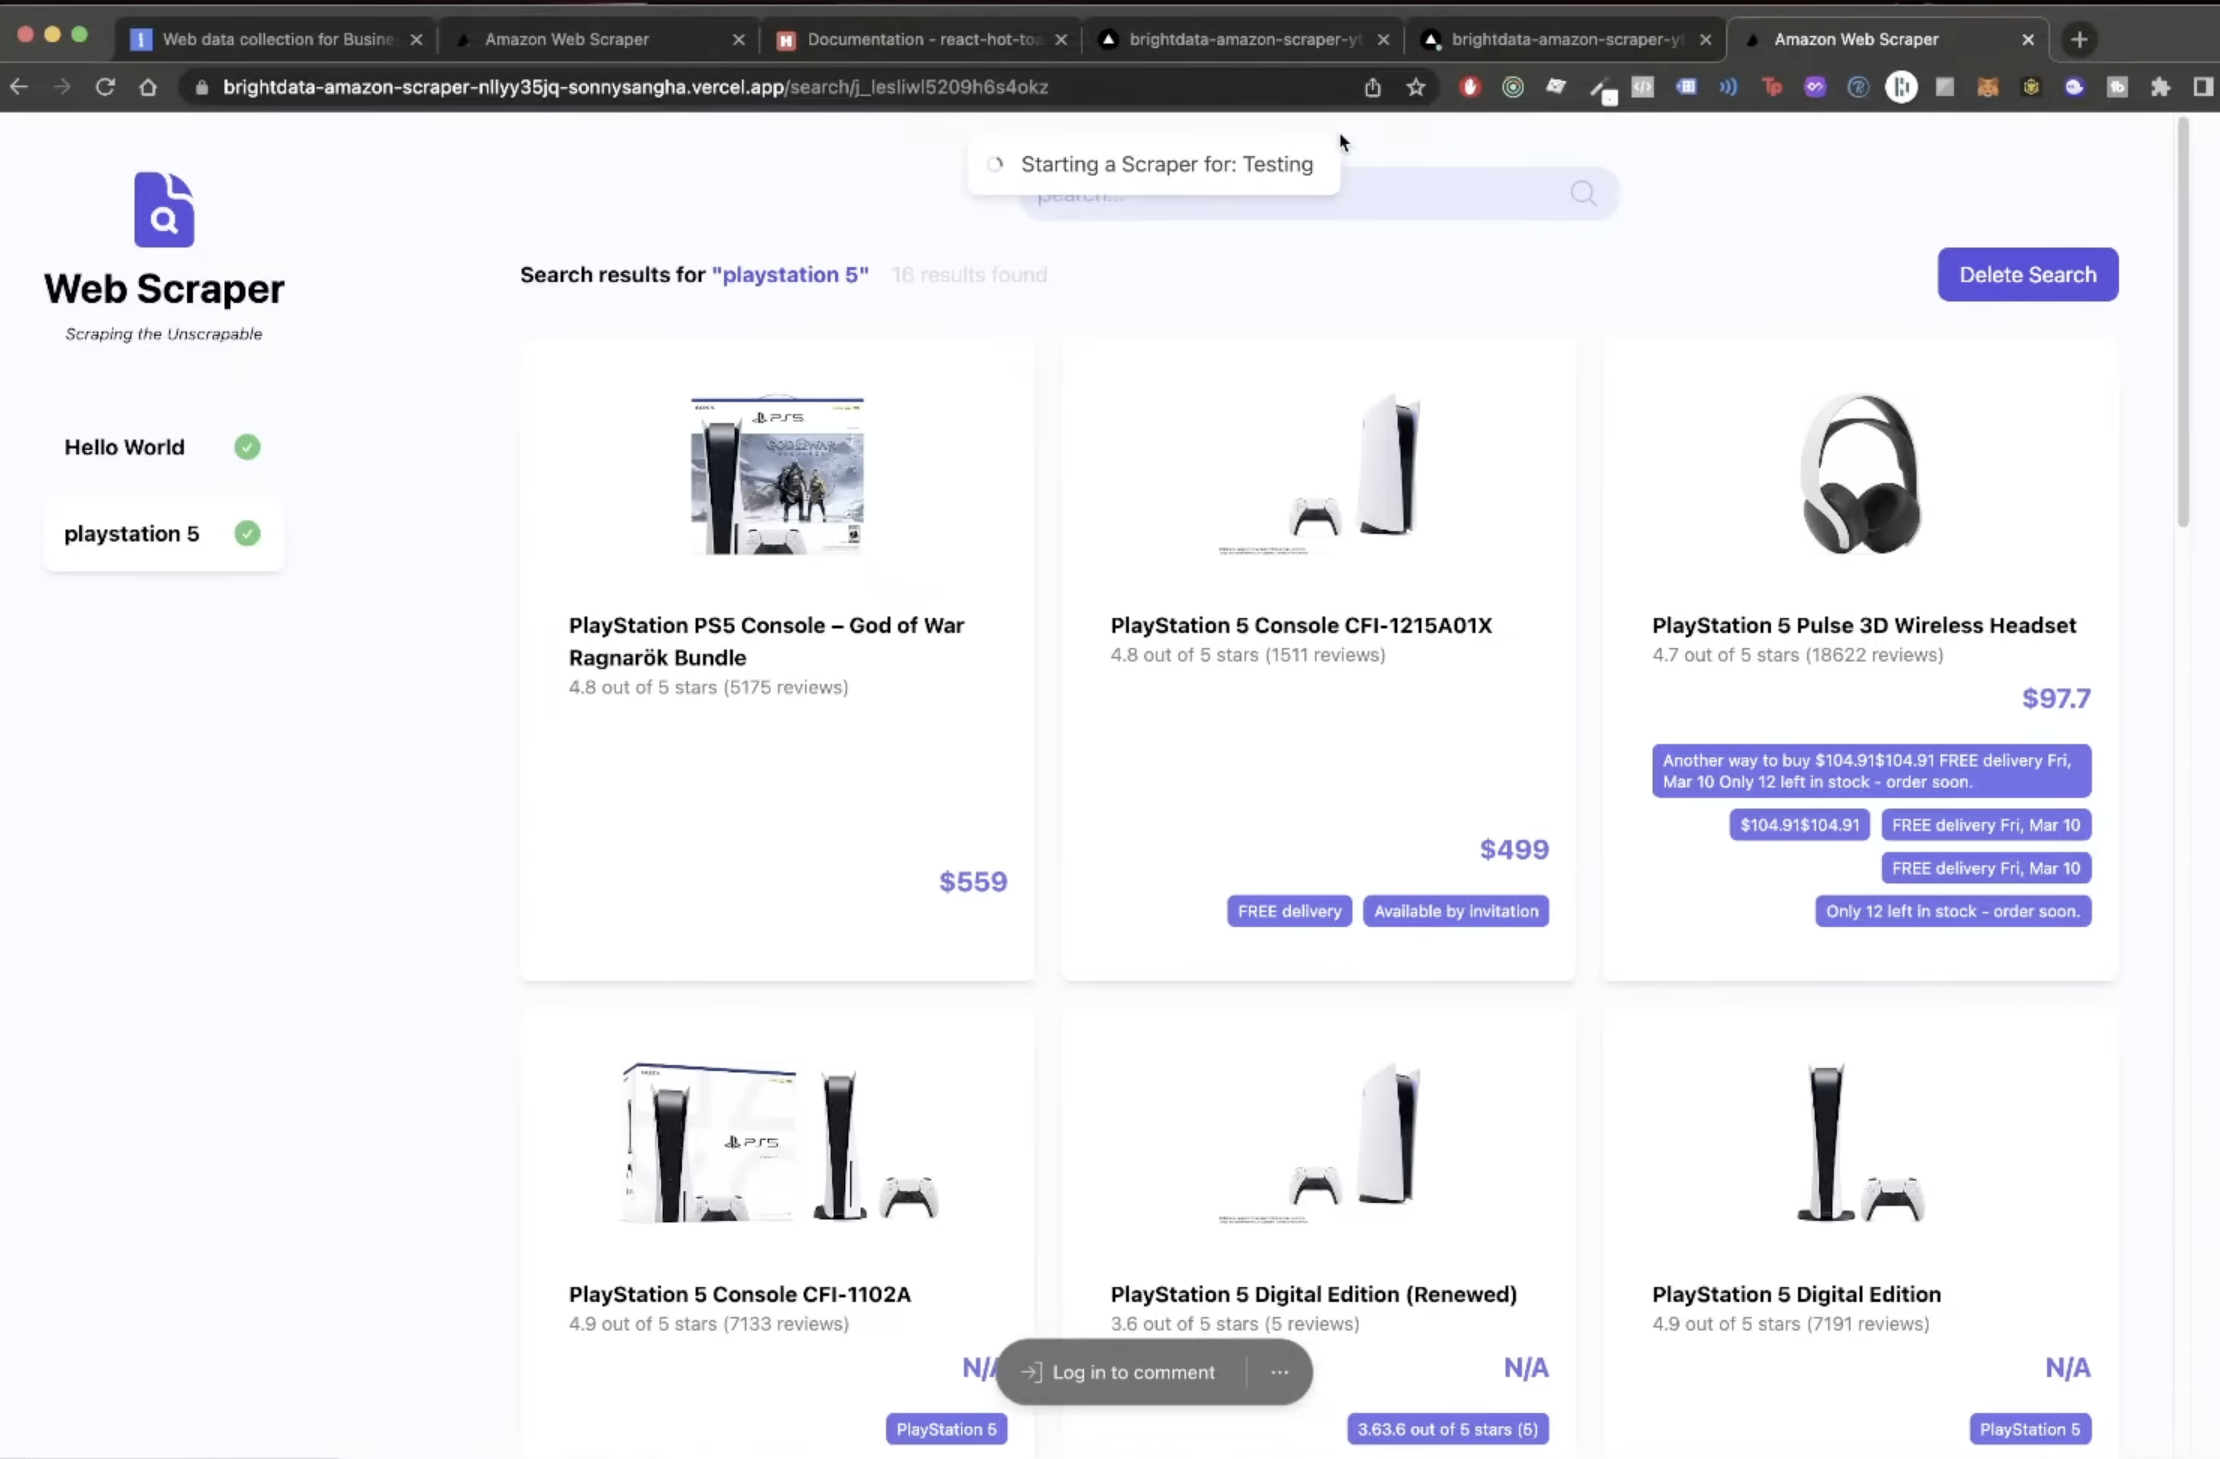 Web data collection for Busine
Amazon Web Scraper
Documentation - react-hot-toa
brightdata-amazon-scraper-yt
brightdata-amazon-scraper-yt
Amazon Web Scraper
brightdata-amazon-scraper-nllyy35jq-sonnysangha.vercel.app/search/j_lesliwl5209h6s4okz
Starting a Scraper for: Testing
Web Scraper
Scraping the Unscrapable
Hello World
playstation 5
Search results for "playstation 5" 16 results found
Delete Search
PS5
GOD OF WAR
PlayStation PS5 Console – God of War
Ragnarök Bundle
4.8 out of 5 stars (5175 reviews)
$559
PlayStation 5 Console CFI-1215A01X
4.8 out of 5 stars (1511 reviews)
$499
FREE delivery
Available by invitation
PlayStation 5 Pulse 3D Wireless Headset
4.7 out of 5 stars (18622 reviews)
$97.7
Another way to buy $104.91$104.91 FREE delivery Fri,
Mar 10 Only 12 left in stock - order soon.
$104.91$104.91
FREE delivery Fri, Mar 10
FREE delivery Fri, Mar 10
Only 12 left in stock - order soon.
PS5
PlayStation 5 Console CFI-1102A
4.9 out of 5 stars (7133 reviews)
N/A
PlayStation 5
PlayStation 5 Digital Edition (Renewed)
3.6 out of 5 stars (5 reviews)
N/A
3.63.6 out of 5 stars (5)
PlayStation 5 Digital Edition
4.9 out of 5 stars (7191 reviews)
N/A
PlayStation 5
Log in to comment